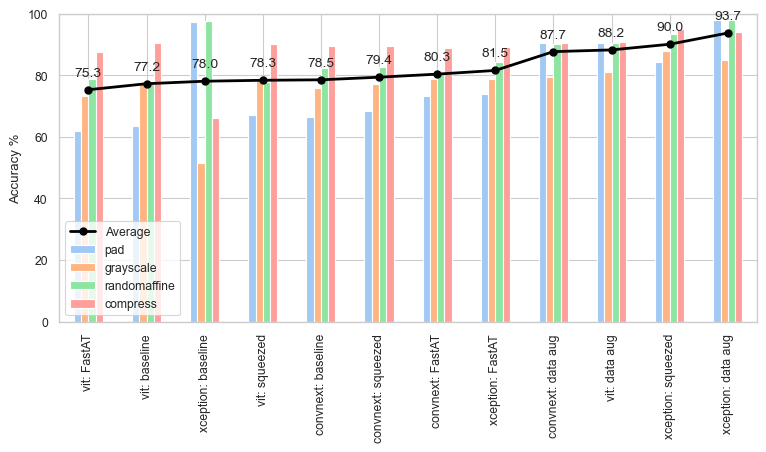 100
80
60
40
20
0
Accuracy %
75.3
77.2
78.0
78.3
78.5
79.4
80.3
81.5
87.7
88.2
90.0
93.7
Average
pad
grayscale
randomaffine
compress
vit: FastAT
vit: baseline
xception: baseline
vit: squeezed
convnext: baseline
convnext: squeezed
convnext: FastAT
xception: FastAT
convnext: data aug
vit: data aug
xception: squeezed
xception: data aug